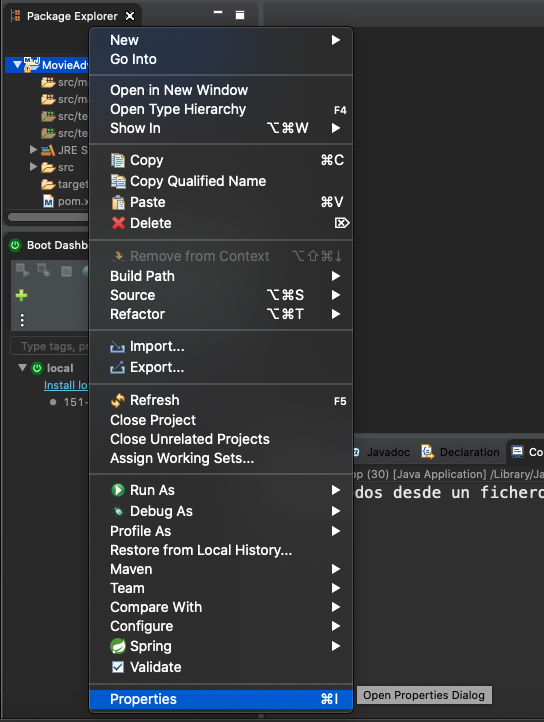 Package Explorer
MovieAdv
New
Go Into
src/m
Open in New Window
src/m
Open Type Hierarchy F4
src/te
Show In ⌥⌘W
src/te
JRE S
Copy ⌘C
src
Copy Qualified Name
target
Paste ⌘V
pom.x
Delete ⌦
Boot Dashb
Remove from Context ⌥⇧⌘↓
Build Path
Source ⌥⌘S
Refactor ⌥⌘T
Type tags, pr
Import...
Export...
local
Install lo
Refresh F5
151-
Close Project
Close Unrelated Projects
Assign Working Sets...
Javadoc Declaration Co
op (30) [Java Application] /Library/Ja
Run As
dos desde un fichero
Debug As
Profile As
Restore from Local History...
Maven
Team
Compare With
Configure
Spring
Validate
Properties ⌘I
Open Properties Dialog